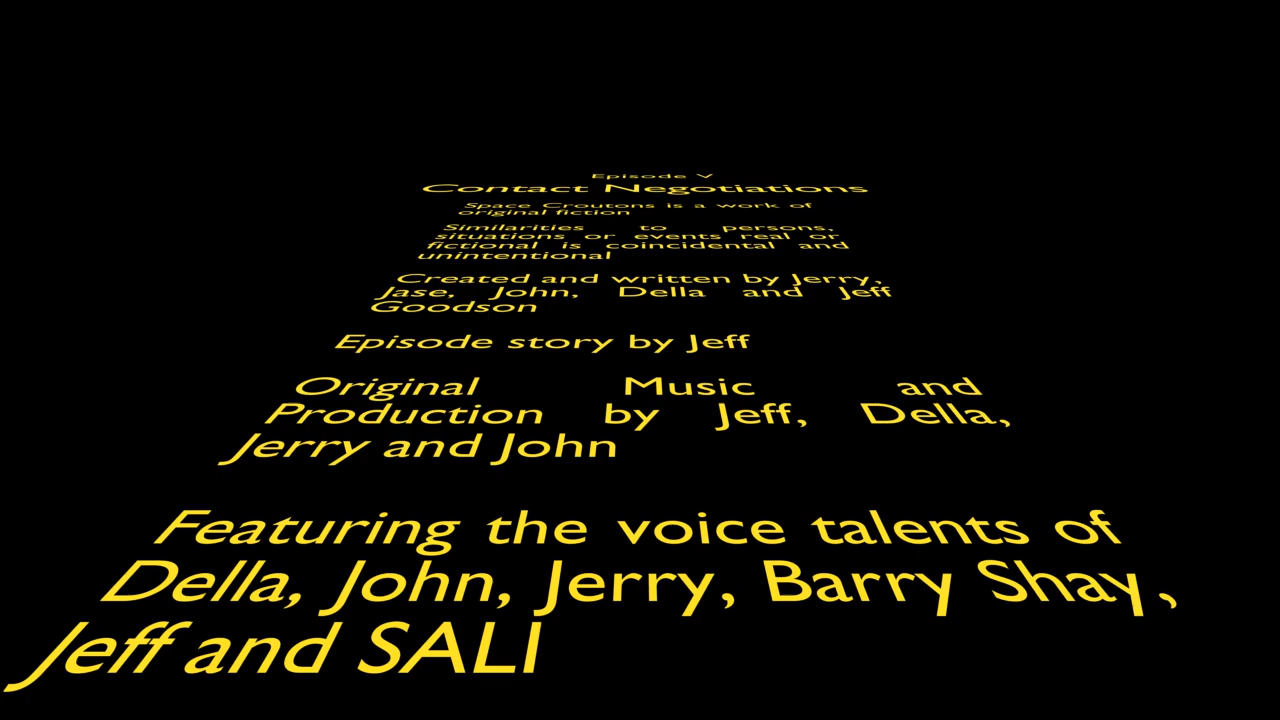 Episode V
Contact Negotiations
Space Croutons is a work of
original fiction
Similarities to persons,
situations or events real or
fictional is coincidental and
unintentional
Created and written by Jerry,
Jase, John, Della and Jeff
Goodson
Episode story by Jeff
Original Music and
Production by Jeff, Della,
Jerry and John
Featuring the voice talents of
Della, John, Jerry, Barry Shay,
Jeff and SALI